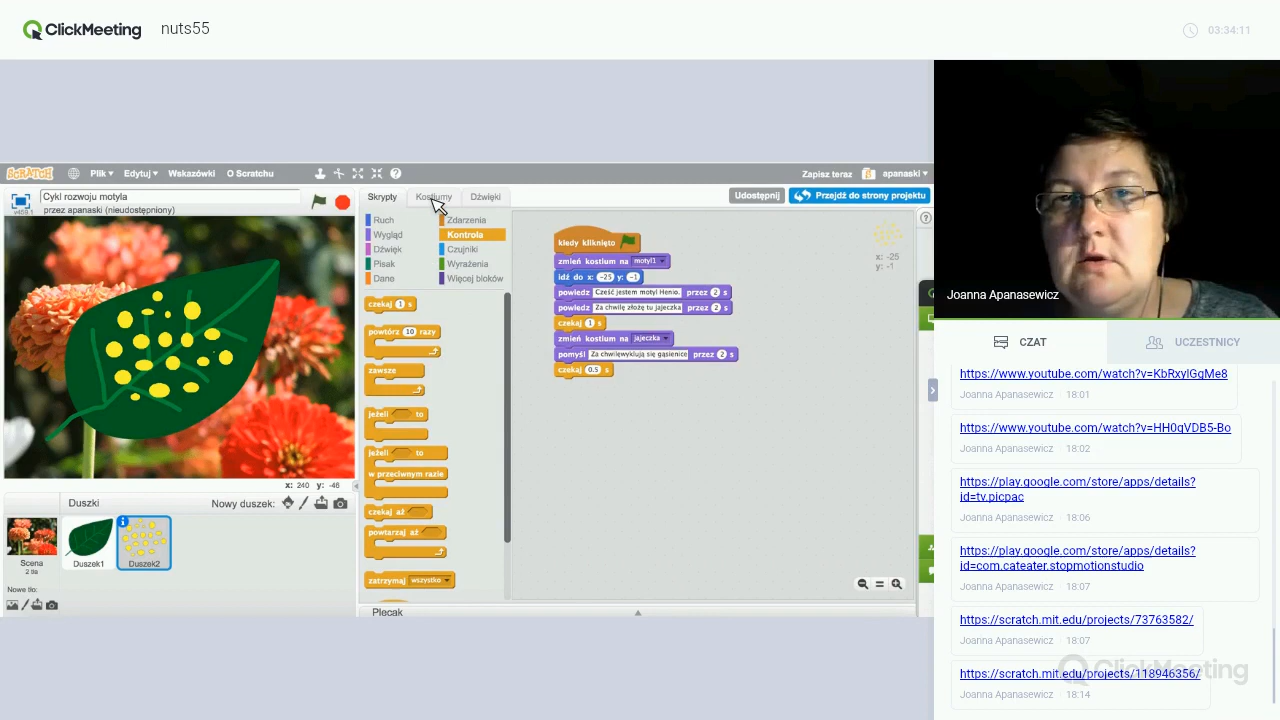 ClickMeeting nuts55 03:34:11
SCRATCH Plik Edytuj Wskazówki O Scratchu Zapisz teraz apanaski
v459.1 Cykl rozwoju motyla
przez apanaski (nieudostępniony)
Skrypty Kostiumy Dźwięki
Udostępnij Przejdź do strony projektu
Ruch Zdarzenia
Wygląd Kontrola
Dźwięk Czujniki
Pisak Wyrażenia
Dane Więcej bloków
czekaj 1 s
powtórz 10 razy
zawsze
jeżeli to
jeżeli to
w przeciwnym razie
czekaj aż
powtarzaj aż
zatrzymaj wszystko
kiedy kliknięto
zmień kostium na motyl1
idź do x: -25 y: -1
powiedz Cześć jestem motyl Henio. przez 2 s
powiedz Za chwilę złożę tu jajeczka przez 2 s
czekaj 1 s
zmień kostium na jajeczka
pomyśl Za chwilęwyklują się gąsienice przez 2 s
czekaj 0.5 s
x: -25
y: -1
x: 240 y: -46
Duszki Nowy duszek:
Scena
2 tła
Duszek1
Duszek2
Nowe tło:
Plecak
Joanna Apanasewicz
CZAT UCZESTNICY
https://www.youtube.com/watch?v=KbRxylGgMe8
Joanna Apanasewicz 18:01
https://www.youtube.com/watch?v=HH0qVDB5-Bo
Joanna Apanasewicz 18:02
https://play.google.com/store/apps/details?
id=tv.picpac
Joanna Apanasewicz 18:06
https://play.google.com/store/apps/details?
id=com.cateater.stopmotionstudio
Joanna Apanasewicz 18:07
https://scratch.mit.edu/projects/73763582/
Joanna Apanasewicz 18:07
https://scratch.mit.edu/projects/118946356/
Joanna Apanasewicz 18:14
ClickMeeting